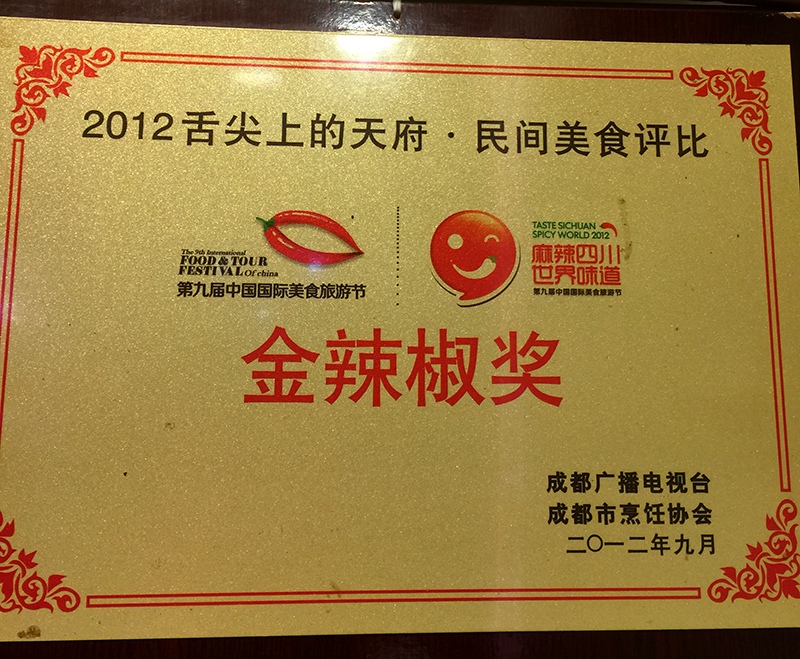 2012舌尖上的天府·民间美食评比
The 9th International
FOOD & TOUR
FESTIVAL Of china
第九届中国国际美食旅游节
TASTE SICHUAN
SPICY WORLD 2012
麻辣四川
世界味道
第九届中国国际美食旅游节
金辣椒奖
成都广播电视台
成都市烹饪协会
二〇一二年九月